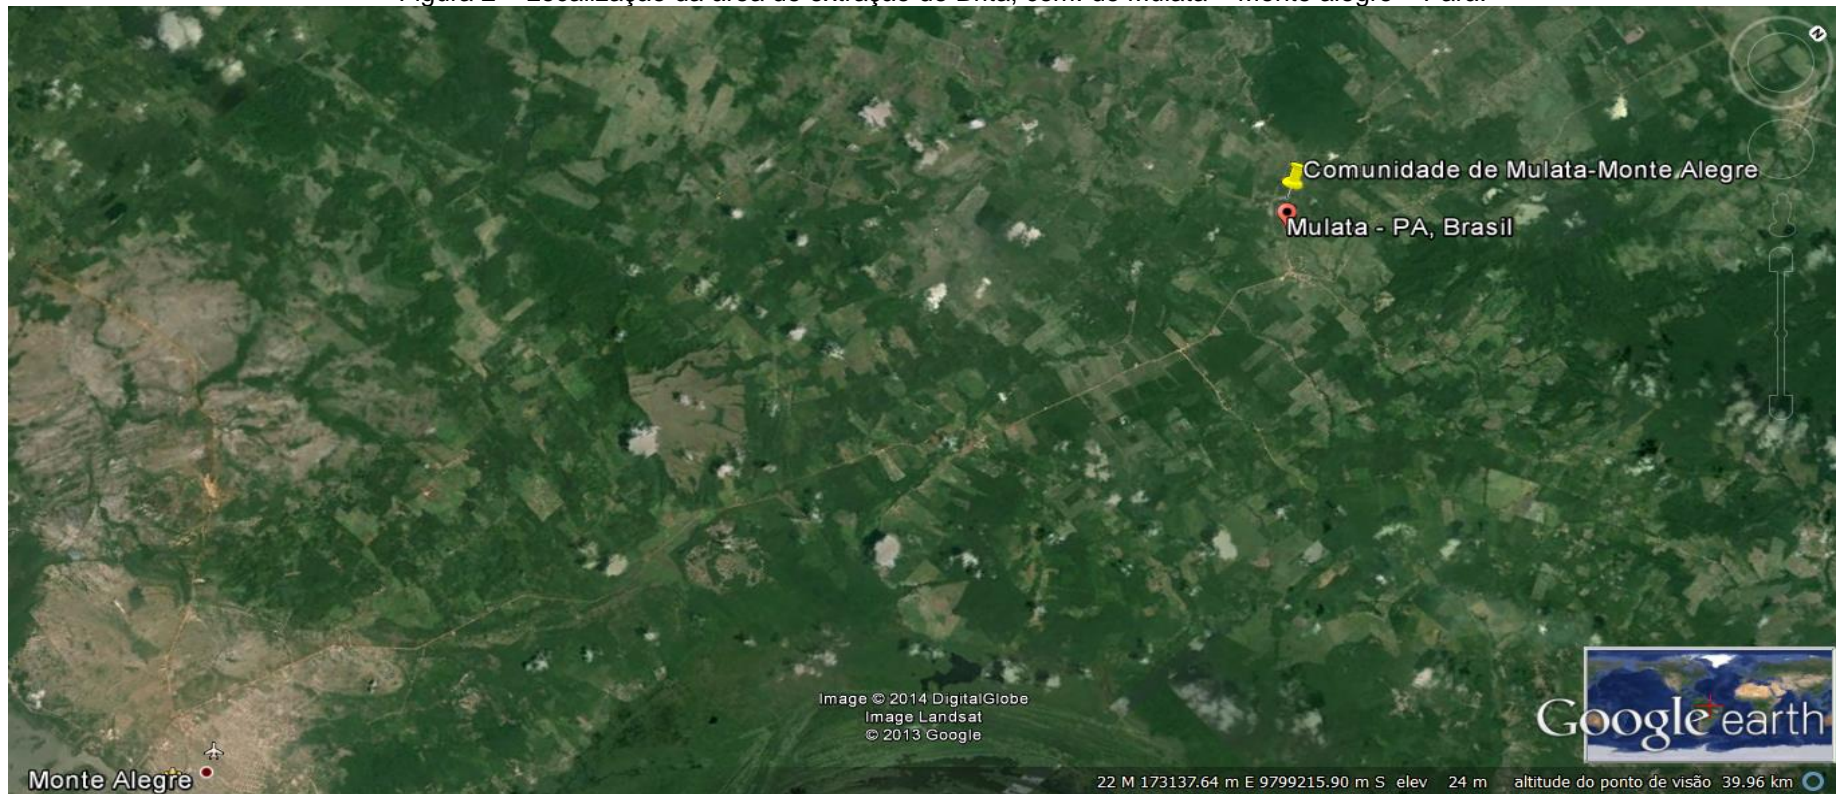 N
Comunidade de Mulata-Monte Alegre
Mulata - PA, Brasil
Image © 2014 DigitalGlobe
Image Landsat
© 2013 Google
Google earth
Monte Alegre
22 M 173137.64 m E 9799215.90 m S elev 24 m altitude do ponto de visão 39.96 km